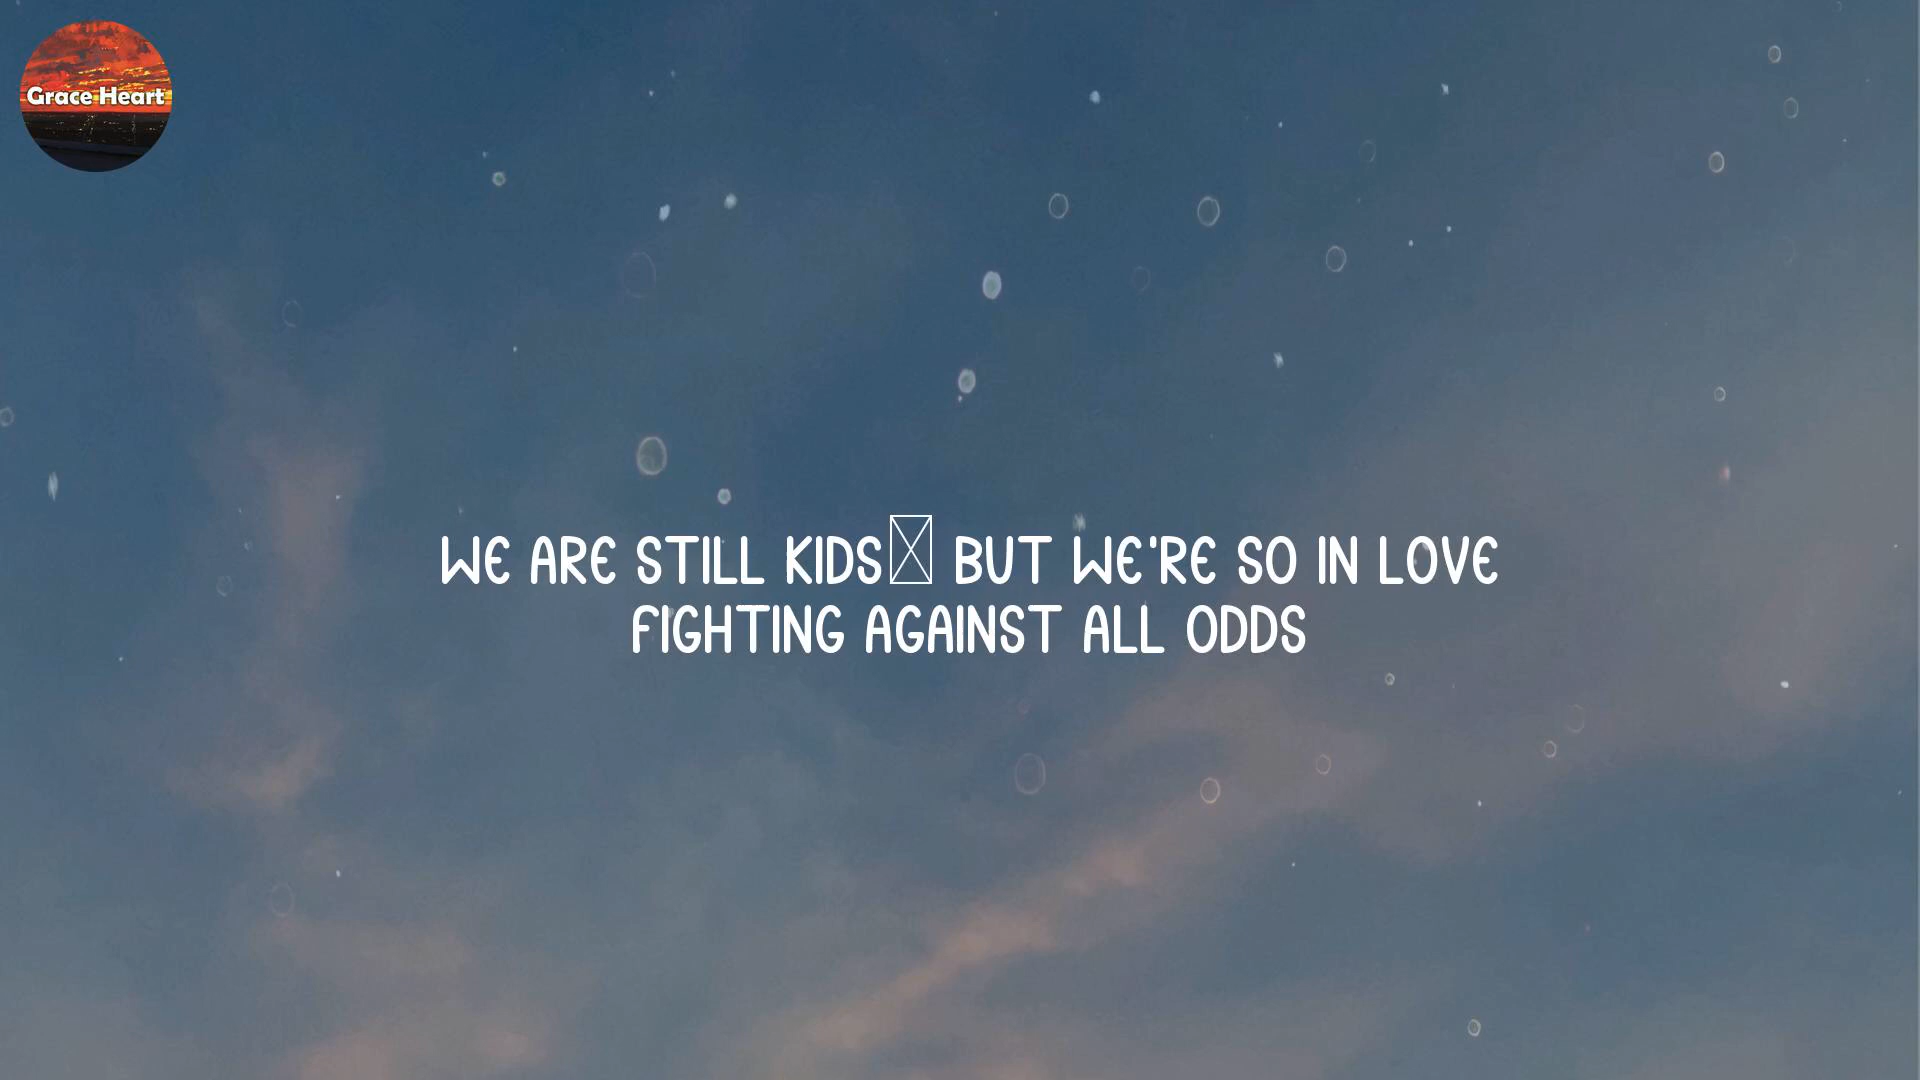 Grace Heart
WE ARE STILL KIDS BUT WE'RE SO IN LOVE
FIGHTING AGAINST ALL ODDS